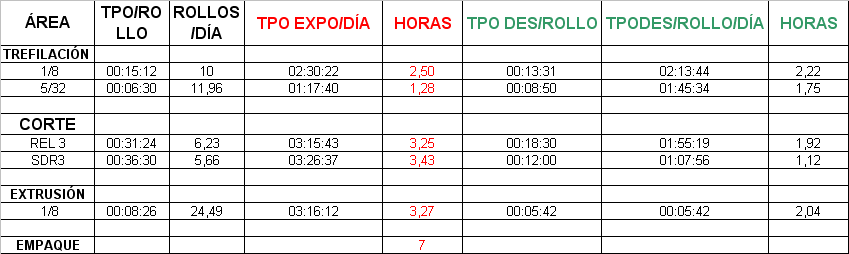 ÁREA TPO/RO LLO ROLLOS /DÍA TPO EXPO/DÍA HORAS TPO DES/ROLLO TPODES/ROLLO/DÍA HORAS
TREFILACIÓN
1/8 00:15:12 10 02:30:22 2,50 00:13:31 02:13:44 2,22
5/32 00:06:30 11,96 01:17:40 1,28 00:08:50 01:45:34 1,75
CORTE
REL 3 00:31:24 6,23 03:15:43 3,25 00:18:30 01:55:19 1,92
SDR3 00:36:30 5,66 03:26:37 3,43 00:12:00 01:07:56 1,12
EXTRUSIÓN
1/8 00:08:26 24,49 03:16:12 3,27 00:05:42 00:05:42 2,04
EMPAQUE 7